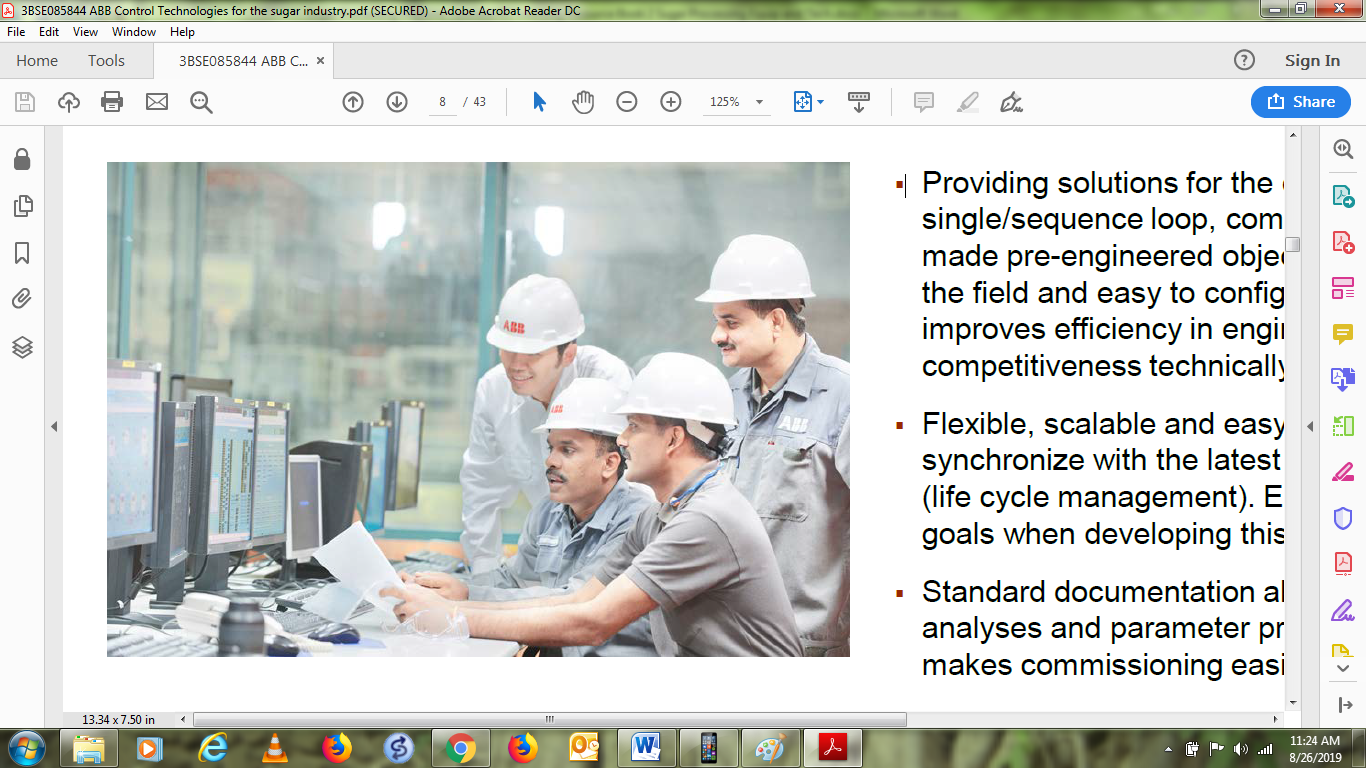 3BSE085844 ABB Control Technologies for the sugar industry.pdf (SECURED) - Adobe Acrobat Reader DC
File Edit View Window Help
Home Tools 3BSE085844 ABB C... × ? Sign In
8 / 43 125% Share
ABB
ABB
ABB
▪ Providing solutions for the
single/sequence loop, com
made pre-engineered obje
the field and easy to config
improves efficiency in engi
competitiveness technically
▪ Flexible, scalable and easy
synchronize with the latest
(life cycle management). E
goals when developing this
▪ Standard documentation al
analyses and parameter pr
makes commissioning easi
13.34 x 7.50 in
11:24 AM
8/26/2019